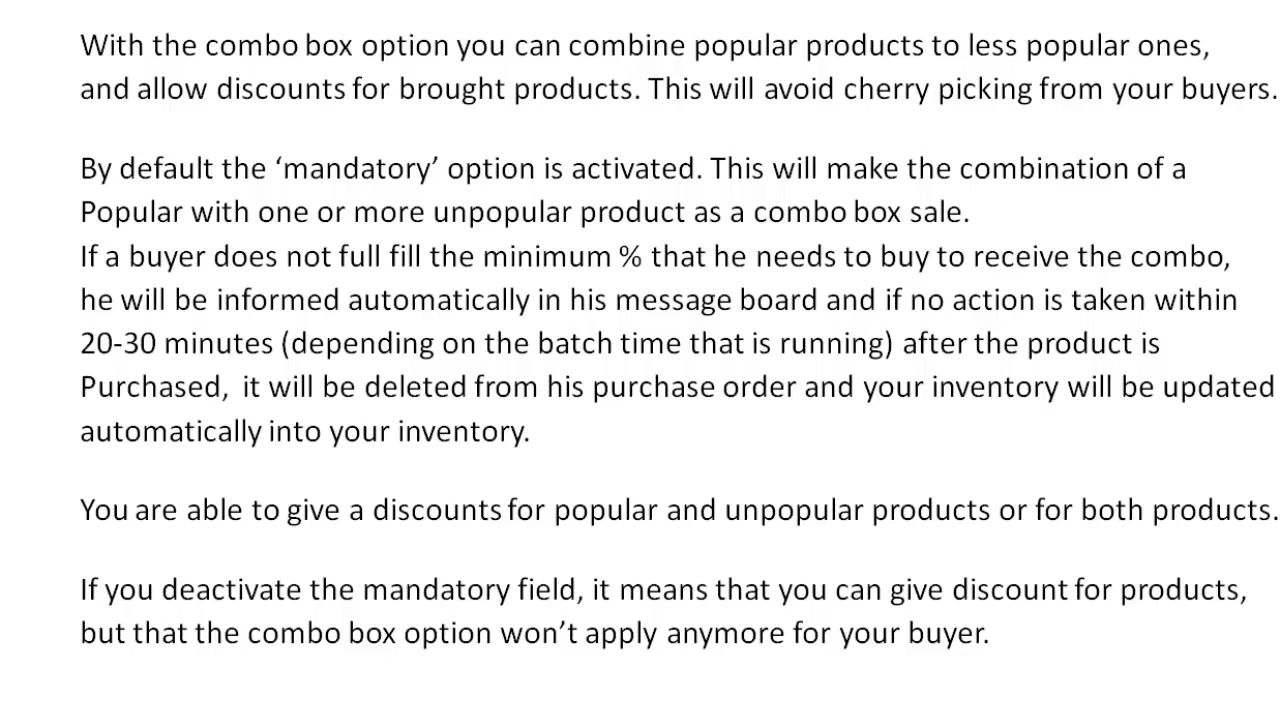 With the combo box option you can combine popular products to less popular ones,
and allow discounts for brought products. This will avoid cherry picking from your buyers.
By default the ‘mandatory’ option is activated. This will make the combination of a
Popular with one or more unpopular product as a combo box sale.
If a buyer does not full fill the minimum % that he needs to buy to receive the combo,
he will be informed automatically in his message board and if no action is taken within
20-30 minutes (depending on the batch time that is running) after the product is
Purchased, it will be deleted from his purchase order and your inventory will be updated
automatically into your inventory.
You are able to give a discounts for popular and unpopular products or for both products.
If you deactivate the mandatory field, it means that you can give discount for products,
but that the combo box option won’t apply anymore for your buyer.